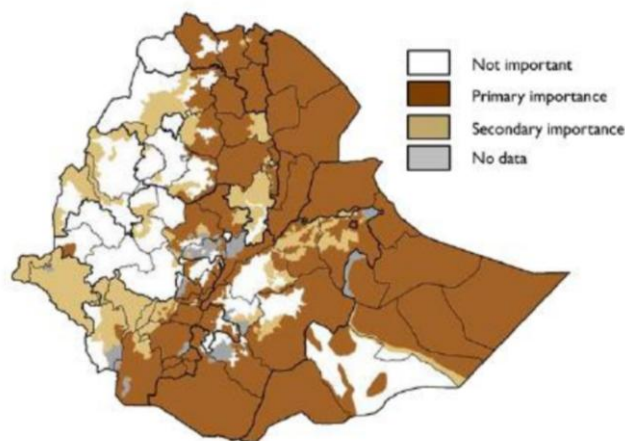 Not important
Primary importance
Secondary importance
No data